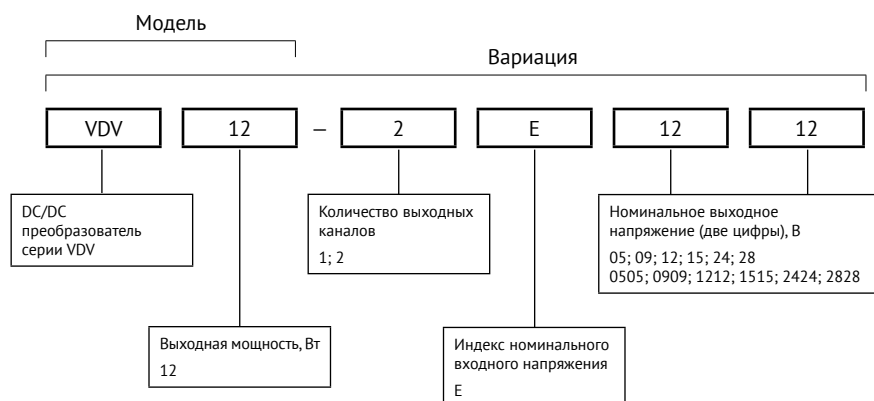 Модель
Вариация
VDV
12
–
2
E
12
12
DC/DC
преобразователь
серии VDV
Количество выходных
каналов
1; 2
Номинальное выходное
напряжение (две цифры), В
05; 09; 12; 15; 24; 28
0505; 0909; 1212; 1515; 2424; 2828
Выходная мощность, Вт
12
Индекс номинального
входного напряжения
E